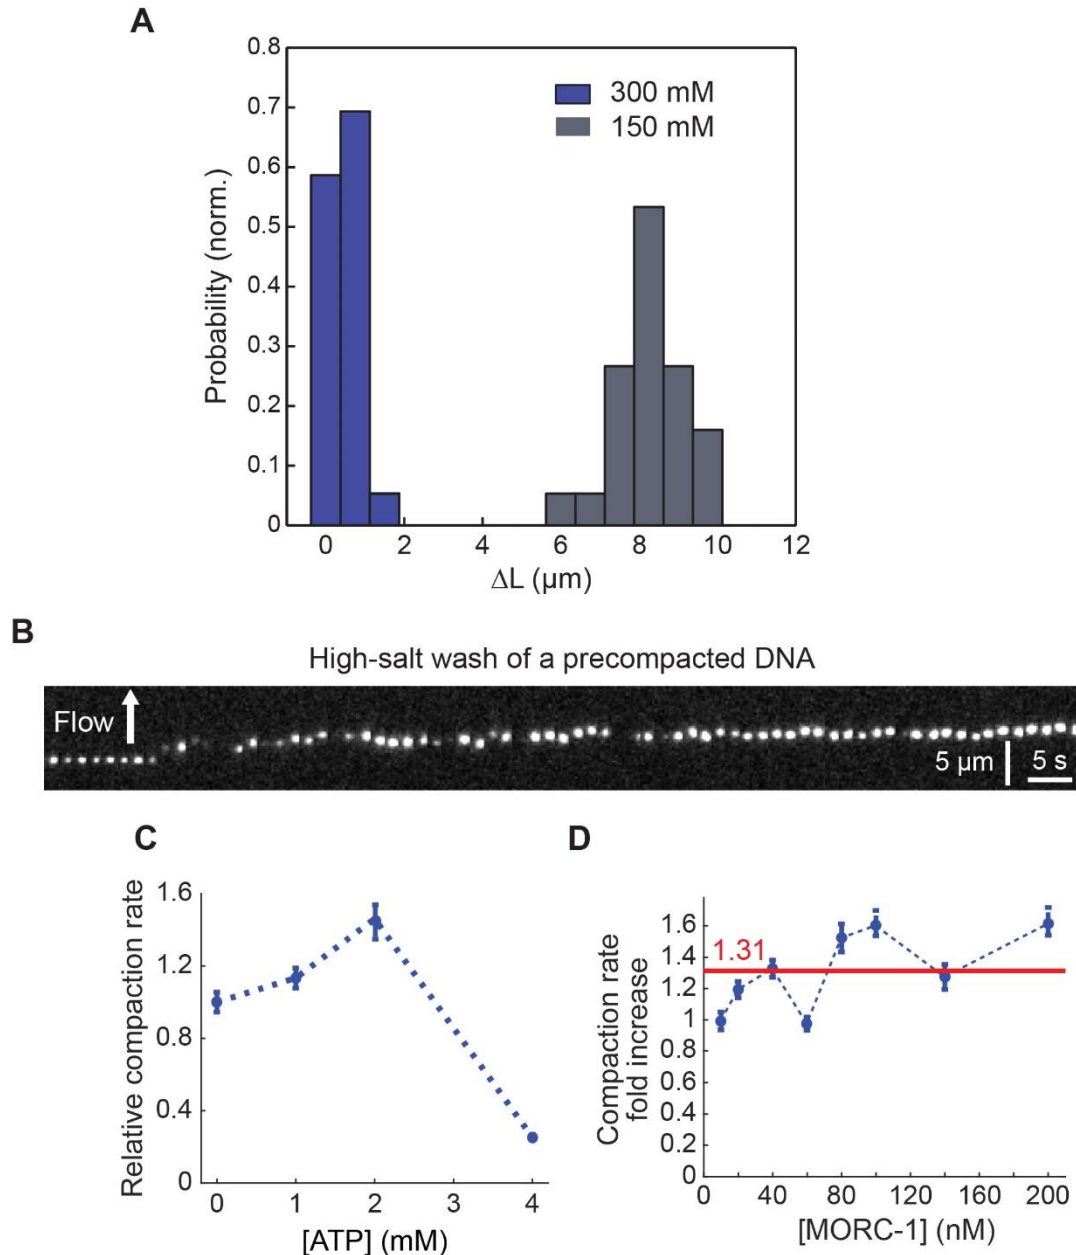 A
0.8
0.7
0.6
0.5
0.4
0.3
0.2
0.1
0
Probability (norm.)
300 mM
150 mM
0 2 4 6 8 10 12
ΔL (µm)
B
High-salt wash of a precompacted DNA
Flow
5 µm
5 s
C
1.6
1.2
0.8
0.4
0
Relative compaction rate
0 1 2 3 4
[ATP] (mM)
D
1.6
1.4
1.2
1
0.8
0.6
0.4
0.2
0
Compaction rate
fold increase
1.31
0 40 80 120 160 200
[MORC-1] (nM)